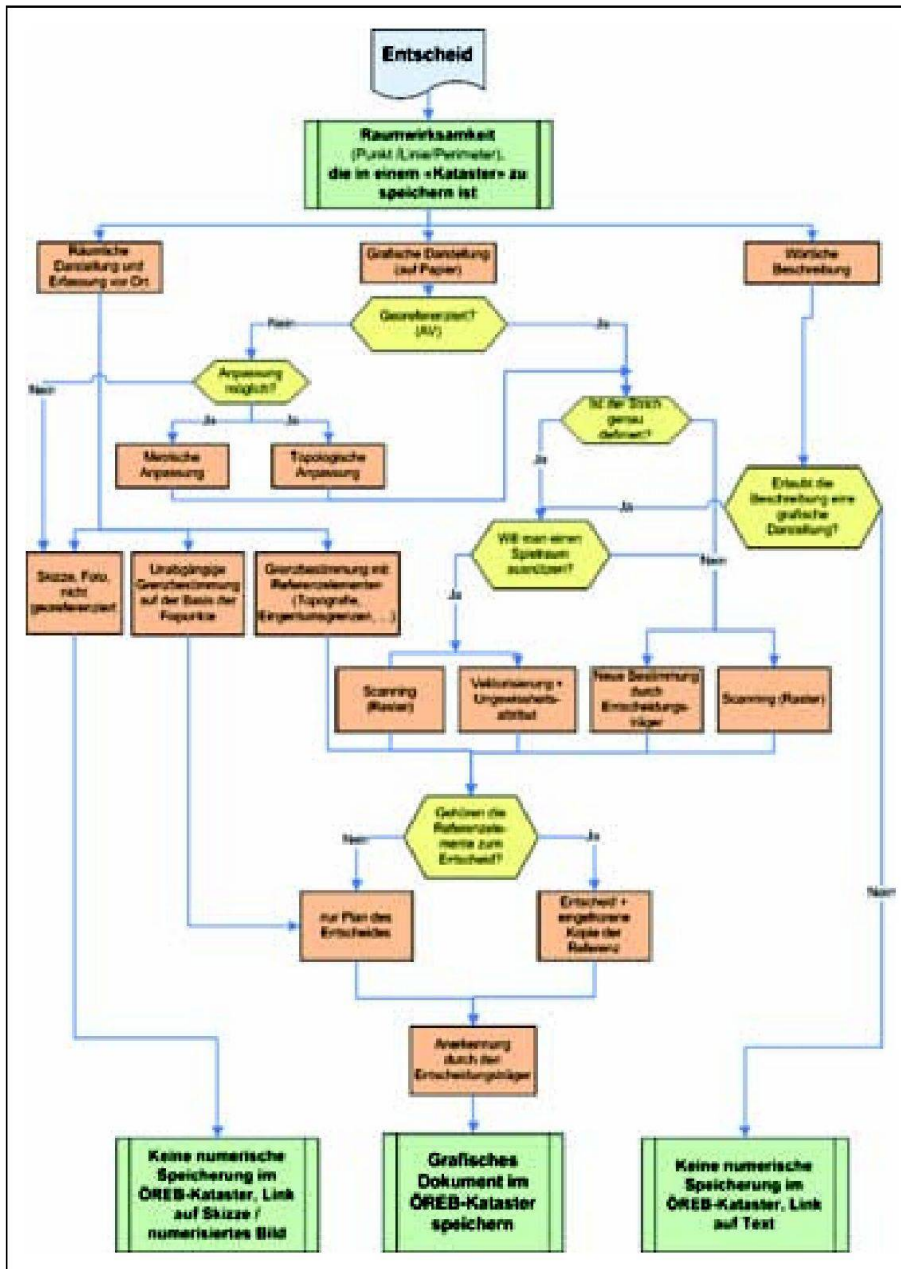 Entscheid
Raumwirksamkeit
(Punkt /Linie/Perimeter),
die in einem «Kataster» zu
speichern ist
Räumliche
Darstellung und
Erfassung vor Ort
Grafische Darstellung
(auf Papier)
Wörtliche
Beschreibung
Georeferenziert?
(AV)
Nein
Ja
Anpassung
möglich?
Nein
Ist der Strich
genau
definiert?
Ja
Ja
Metrische
Anpassung
Topologische
Anpassung
Ja
Erlaubt die
Beschreibung eine
grafische
Darstellung?
Ja
Will man einen
Spielraum
ausnützen?
Nein
Skizze, Foto,
nicht
georeferenziert
Unabgängige
Grenzbestimmung
auf der Basis der
Fixpunkte
Grenzbestimmung mit
Referenzelementen
(Topografie,
Eingentumsgrenzen, ...)
Ja
Scanning
(Raster)
Vektorisierung +
Ungewissheits-
attribut
Neue Bestimmung
durch
Entscheidungs-
träger
Scanning (Raster)
Gehören die
Referenzele-
mente zum
Entscheid?
Nein
Ja
Nein
nur Plan des
Entscheides
Entscheid +
eingefrorene
Kopie der
Referenz
Anerkennung
durch den
Entscheidungsträger
Keine numerische
Speicherung im
ÖREB-Kataster, Link
auf Skizze /
numerisiertes Bild
Grafisches
Dokument im
ÖREB-Kataster
speichern
Keine numerische
Speicherung im
ÖREB-Kataster, Link
auf Text